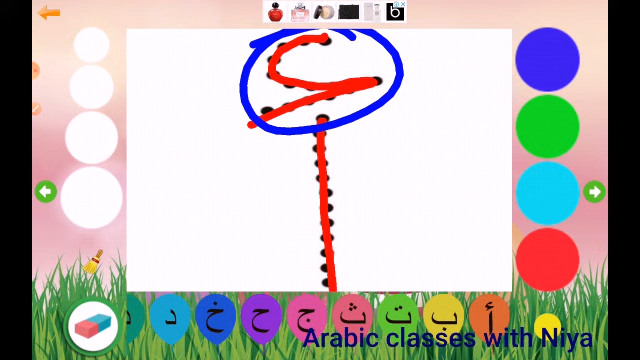 أ
د خ ح ج ث ت ب أ
Arabic classes with Niya